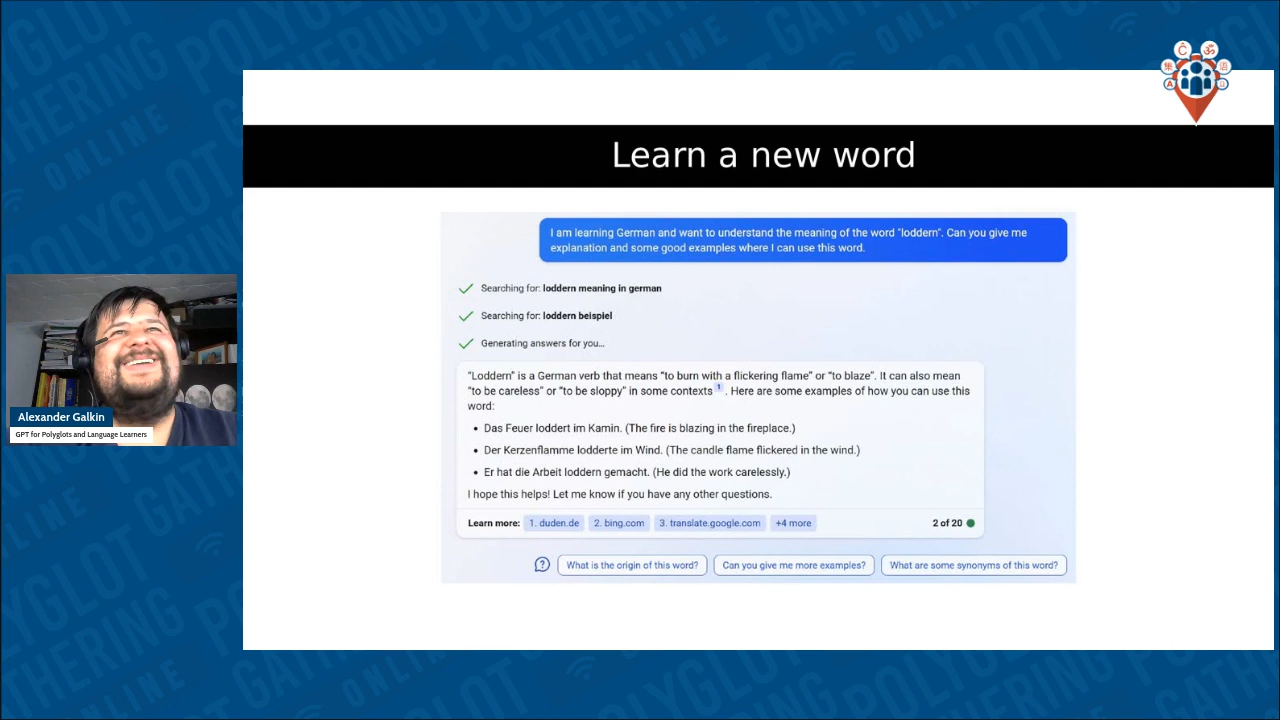 Learn a new word
I am learning German and want to understand the meaning of the word "loddern". Can you give me
explanation and some good examples where I can use this word.
Searching for: loddern meaning in german
Searching for: loddern beispiel
Generating answers for you...
"Loddern" is a German verb that means "to burn with a flickering flame" or "to blaze". It can also mean
"to be careless" or "to be sloppy" in some contexts 1 . Here are some examples of how you can use this
word:
• Das Feuer loddert im Kamin. (The fire is blazing in the fireplace.)
• Der Kerzenflamme lodderte im Wind. (The candle flame flickered in the wind.)
• Er hat die Arbeit loddern gemacht. (He did the work carelessly.)
I hope this helps! Let me know if you have any other questions.
Learn more: 1. duden.de 2. bing.com 3. translate.google.com +4 more 2 of 20
What is the origin of this word? Can you give me more examples? What are some synonyms of this word?
Alexander Galkin
GPT for Polyglots and Language Learners
POLYGLOT
GATHERING
ONLINE